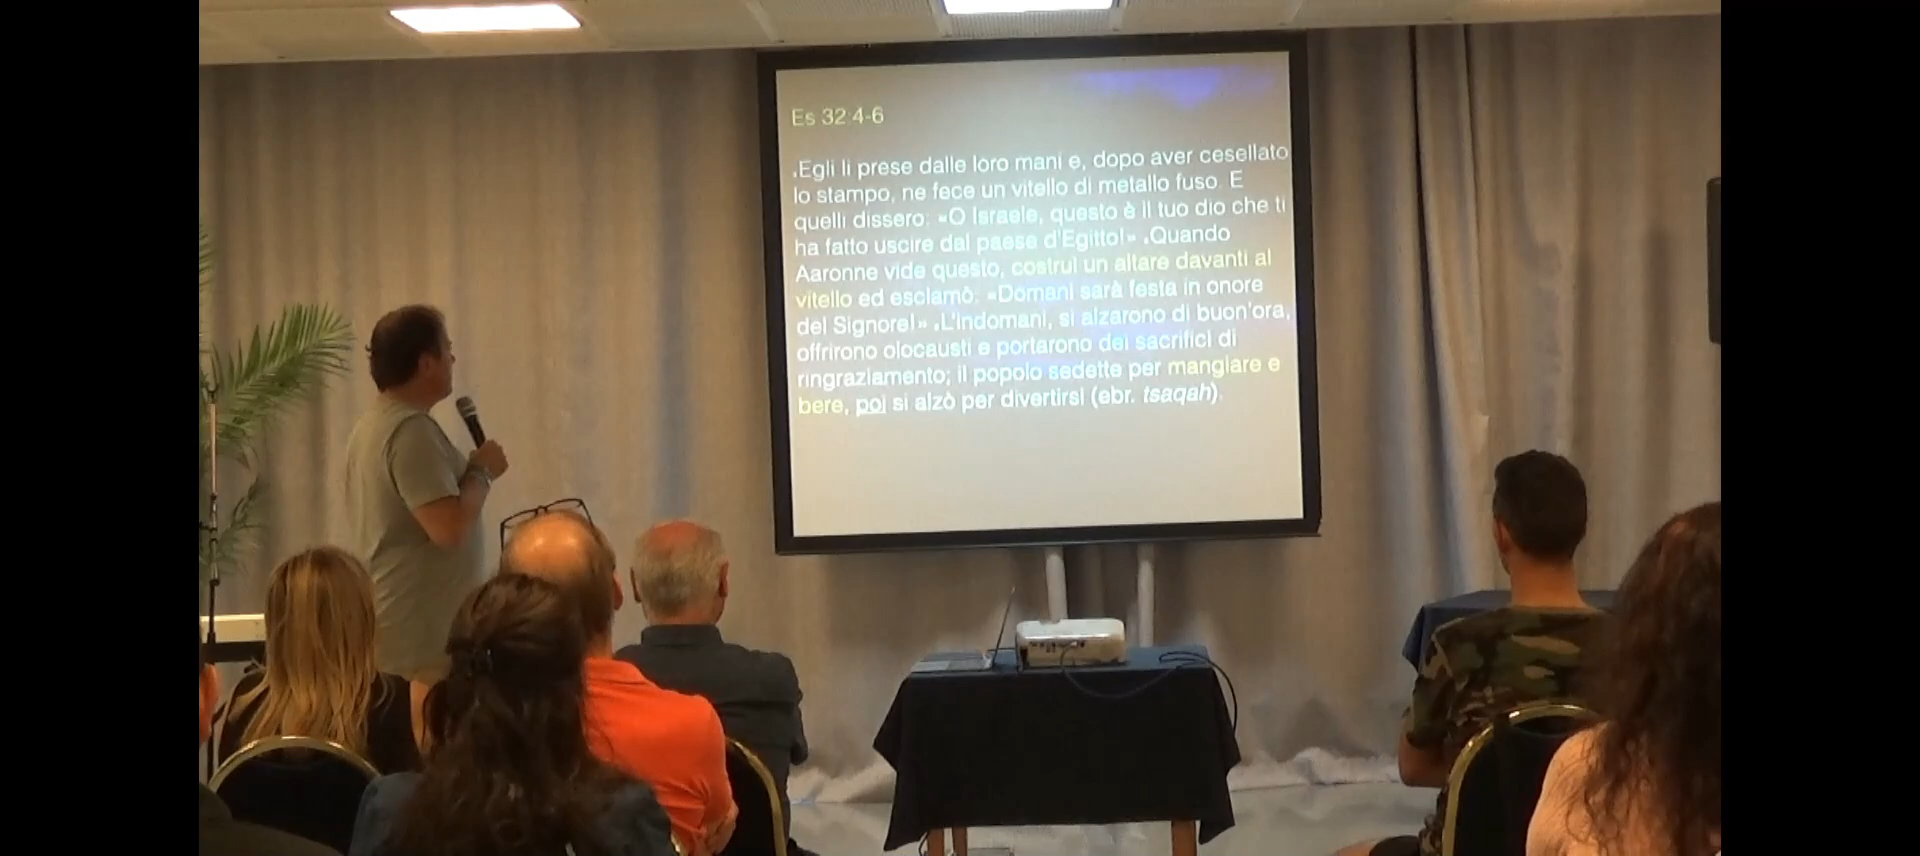 Es 32:4-6
.Egli li prese dalle loro mani e, dopo aver cesellato
lo stampo, ne fece un vitello di metallo fuso. E
quelli dissero: «O Israele, questo è il tuo dio che ti
ha fatto uscire dal paese d'Egitto!» .Quando
Aaronne vide questo, costruì un altare davanti al
vitello ed esclamò: «Domani sarà festa in onore
del Signore!» .L'indomani, si alzarono di buon'ora,
offrirono olocausti e portarono dei sacrifici di
ringraziamento; il popolo sedette per mangiare e
bere, poi si alzò per divertirsi (ebr. tsaqah).